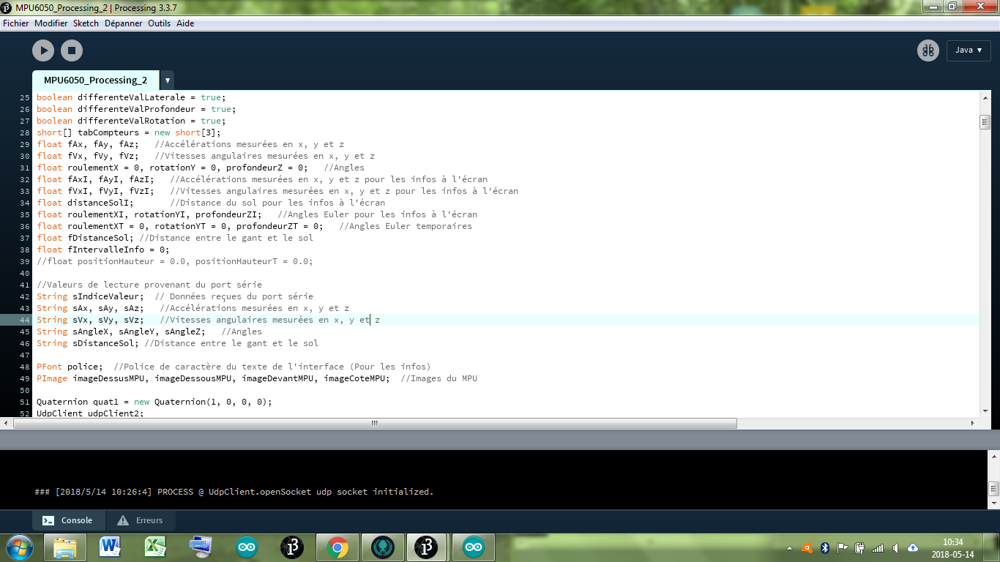 MPU6050_Processing_2 | Processing 3.3.7
Fichier Modifier Sketch Dépanner Outils Aide
Java ▾
MPU6050_Processing_2 ▾
25 boolean differenteValLaterale = true;
26 boolean differenteValProfondeur = true;
27 boolean differenteValRotation = true;
28 short[] tabCompteurs = new short[3];
29 float fAx, fAy, fAz; //Accélérations mesurées en x, y et z
30 float fVx, fVy, fVz; //Vitesses angulaires mesurées en x, y et z
31 float roulementX = 0, rotationY = 0, profondeurZ = 0; //Angles
32 float fAxI, fAyI, fAzI; //Accélérations mesurées en x, y et z pour les infos à l'écran
33 float fVxI, fVyI, fVzI; //Vitesses angulaires mesurées en x, y et z pour les infos à l'écran
34 float distanceSolI; //Distance du sol pour les infos à l'écran
35 float roulementXI, rotationYI, profondeurZI; //Angles Euler pour les infos à l'écran
36 float roulementXT = 0, rotationYT = 0, profondeurZT = 0; //Angles Euler temporaires
37 float fDistanceSol; //Distance entre le gant et le sol
38 float fIntervalleInfo = 0;
39 //float positionHauteur = 0.0, positionHauteurT = 0.0;
40
41 //Valeurs de lecture provenant du port série
42 String sIndiceValeur; // Données reçues du port série
43 String sAx, sAy, sAz; //Accélérations mesurées en x, y et z
44 String sVx, sVy, sVz; //Vitesses angulaires mesurées en x, y et z
45 String sAngleX, sAngleY, sAngleZ; //Angles
46 String sDistanceSol; //Distance entre le gant et le sol
47
48 PFont police; //Police de caractère du texte de l'interface (Pour les infos)
49 PImage imageDessusMPU, imageDessousMPU, imageDevantMPU, imageCoteMPU; //Images du MPU
50
51 Quaternion quat1 = new Quaternion(1, 0, 0, 0);
52 UdpClient udpClient2;
### [2018/5/14 10:26:4] PROCESS @ UdpClient.openSocket udp socket initialized.
Console Erreurs
10:34
2018-05-14